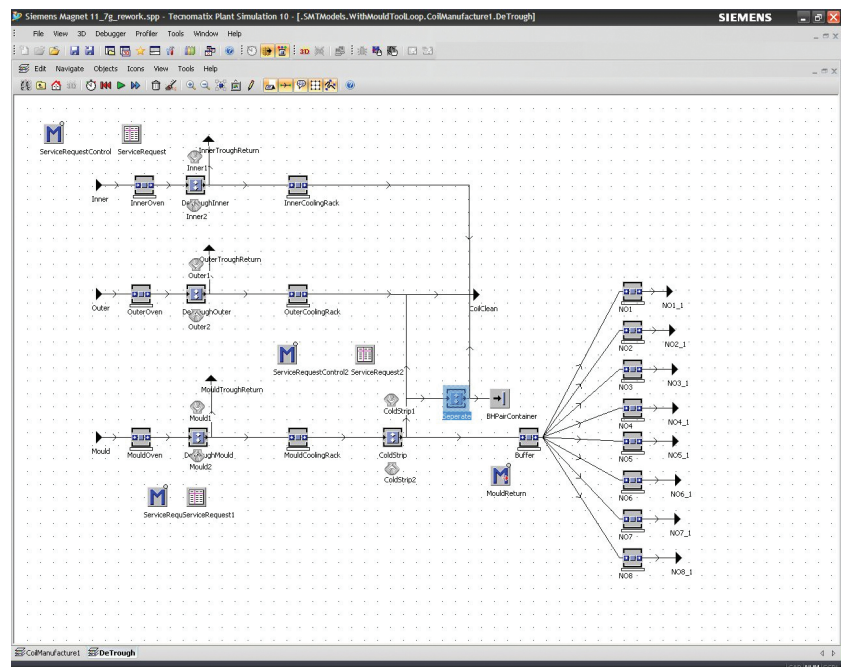 Siemens Magnet 11_7g_rework.spp - Tecnomatix Plant Simulation 10 - [.SMTModels.WithMouldToolLoop.CoilManufacture1.DeTrough]
SIEMENS
File View 3D Debugger Profiler Tools Window Help
Edit Navigate Objects Icons View Tools Help
ServiceRequestControl ServiceRequest
InnerTroughReturn
Inner1
Inner InnerOven DeTroughInner InnerCoolingRack
Inner2
OuterTroughReturn
Outer1
Outer OuterOven DeTroughOuter OuterCoolingRack CoilClean
Outer2
NO1 NO1_1
NO2 NO2_1
ServiceRequestControl2 ServiceRequest2
NO3 NO3_1
MouldTroughReturn
Mould1
ColdStrip1 Seperate BHPairContainer
NO4 NO4_1
Mould MouldOven DeTroughMould MouldCoolingRack ColdStrip Buffer
NO5 NO5_1
Mould2
ColdStrip2
MouldReturn
NO6 NO6_1
ServiceRequServiceRequest1
NO7 NO7_1
NO8 NO8_1
CoilManufacture1 DeTrough